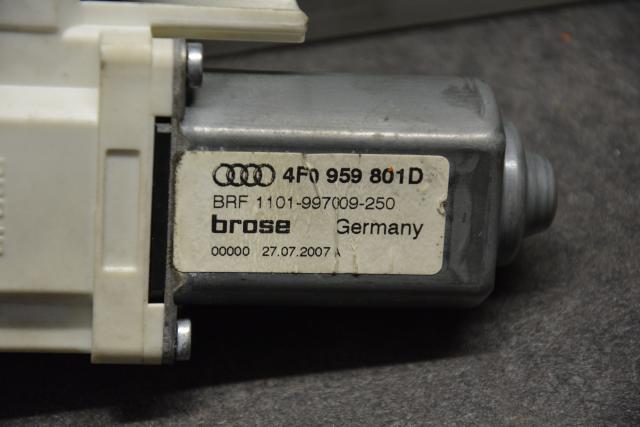 4F0 959 801D
BRF 1101-997009-250
brose Germany
00000 27.07.2007 A